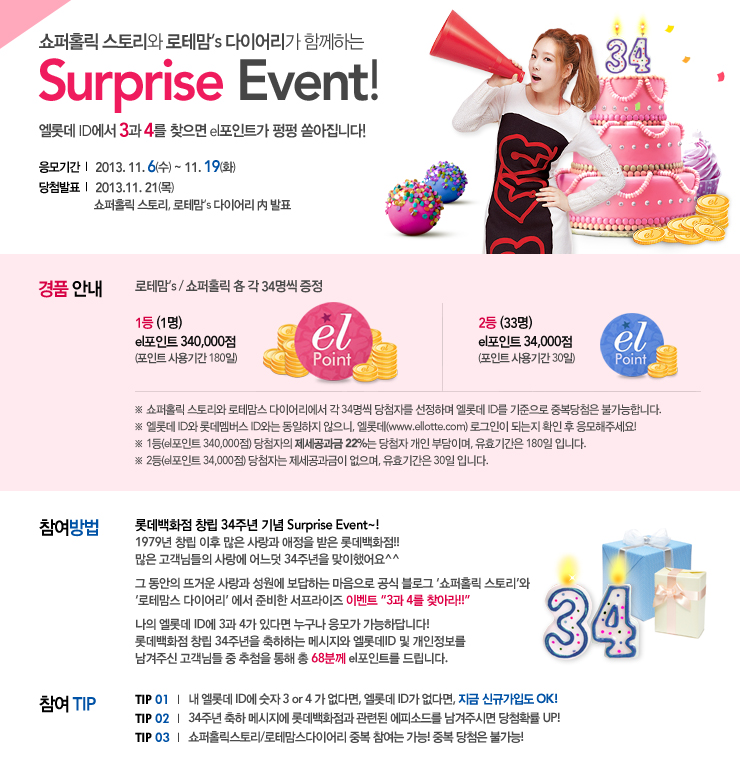 쇼퍼홀릭 스토리와 로테맘's 다이어리가 함께하는
Surprise Event!
엘롯데 ID에서 3과 4를 찾으면 el포인트가 펑펑 쏟아집니다!
응모기간 | 2013. 11. 6(수) ~ 11. 19(화)
당첨발표 | 2013.11. 21(목)
쇼퍼홀릭 스토리, 로테맘's 다이어리 內 발표
34
경품 안내
로테맘's / 쇼퍼홀릭 各 각 34명씩 증정
1등 (1명)
el포인트 340,000점
(포인트 사용기간 180일)
el
Point
2등 (33명)
el포인트 34,000점
(포인트 사용기간 30일)
el
Point
※ 쇼퍼홀릭 스토리와 로테맘스 다이어리에서 각 34명씩 당첨자를 선정하며 엘롯데 ID를 기준으로 중복당첨은 불가능합니다.
※ 엘롯데 ID와 롯데멤버스 ID와는 동일하지 않으니, 엘롯데(www.ellotte.com) 로그인이 되는지 확인 후 응모해주세요!
※ 1등(el포인트 340,000점) 당첨자의 제세공과금 22%는 당첨자 개인 부담이며, 유효기간은 180일 입니다.
※ 2등(el포인트 34,000점) 당첨자는 제세공과금이 없으며, 유효기간은 30일 입니다.
참여방법
롯데백화점 창립 34주년 기념 Surprise Event~!
1979년 창립 이후 많은 사랑과 애정을 받은 롯데백화점!!
많은 고객님들의 사랑에 어느덧 34주년을 맞이했어요^^
그 동안의 뜨거운 사랑과 성원에 보답하는 마음으로 공식 블로그 '쇼퍼홀릭 스토리'와
'로테맘스 다이어리' 에서 준비한 서프라이즈 이벤트 "3과 4를 찾아라!!"
나의 엘롯데 ID에 3과 4가 있다면 누구나 응모가 가능하답니다!
롯데백화점 창립 34주년을 축하하는 메시지와 엘롯데ID 및 개인정보를
남겨주신 고객님들 중 추첨을 통해 총 68분께 el포인트를 드립니다.
34
참여 TIP
TIP 01 | 내 엘롯데 ID에 숫자 3 or 4 가 없다면, 엘롯데 ID가 없다면, 지금 신규가입도 OK!
TIP 02 | 34주년 축하 메시지에 롯데백화점과 관련된 에피소드를 남겨주시면 당첨확률 UP!
TIP 03 | 쇼퍼홀릭스토리/로테맘스다이어리 중복 참여는 가능! 중복 당첨은 불가능!